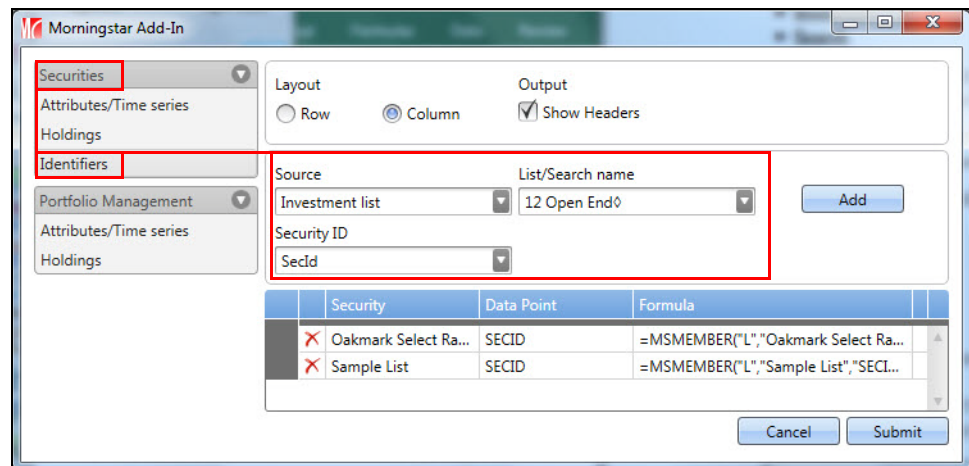 Morningstar Add-In
Securities
Attributes/Time series
Holdings
Identifiers
Portfolio Management
Attributes/Time series
Holdings
Layout
Row Column
Output
Show Headers
Source
Investment list
List/Search name
12 Open End◊
Security ID
SecId
Add
Security Data Point Formula
Oakmark Select Ra... SECID =MSMEMBER("L","Oakmark Select Ra...
Sample List SECID =MSMEMBER("L","Sample List","SECI...
Cancel Submit